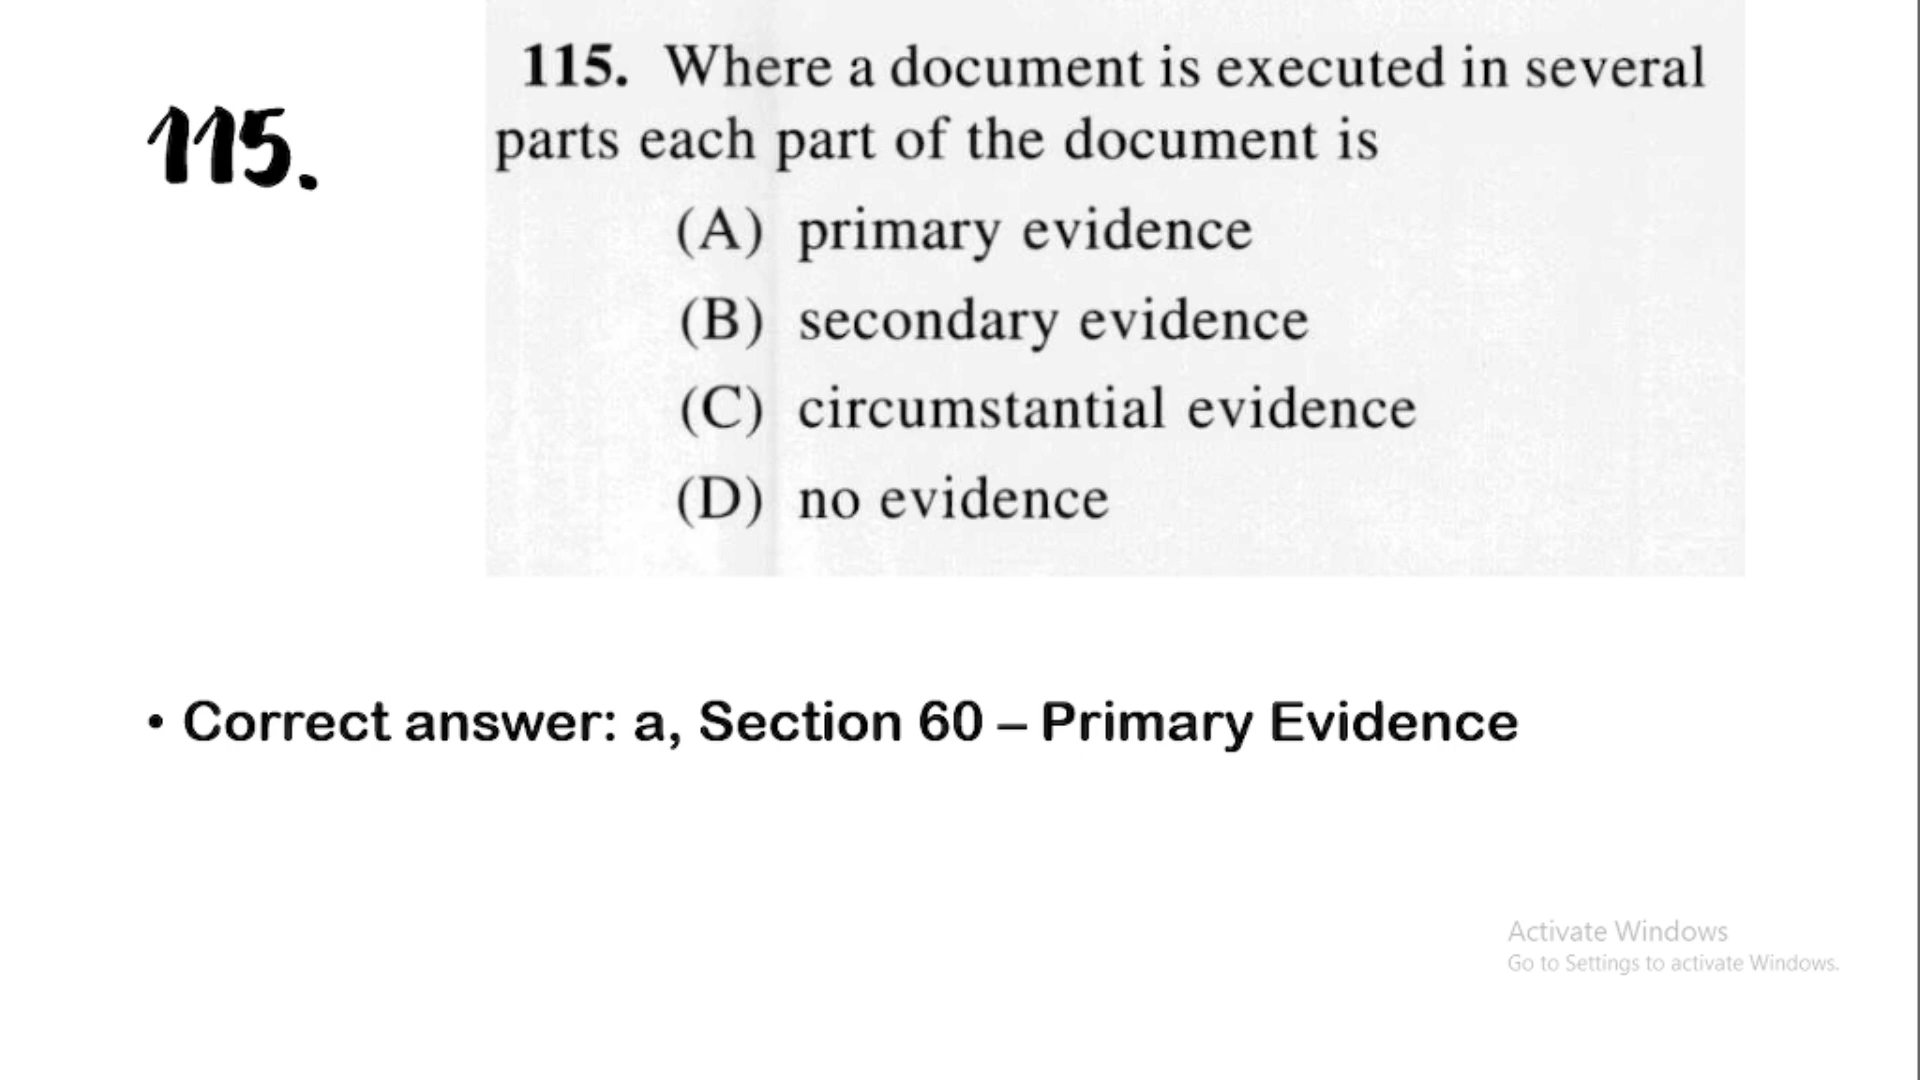 115.
115. Where a document is executed in several
parts each part of the document is
(A) primary evidence
(B) secondary evidence
(C) circumstantial evidence
(D) no evidence
• Correct answer: a, Section 60 – Primary Evidence
Activate Windows
Go to Settings to activate Windows.